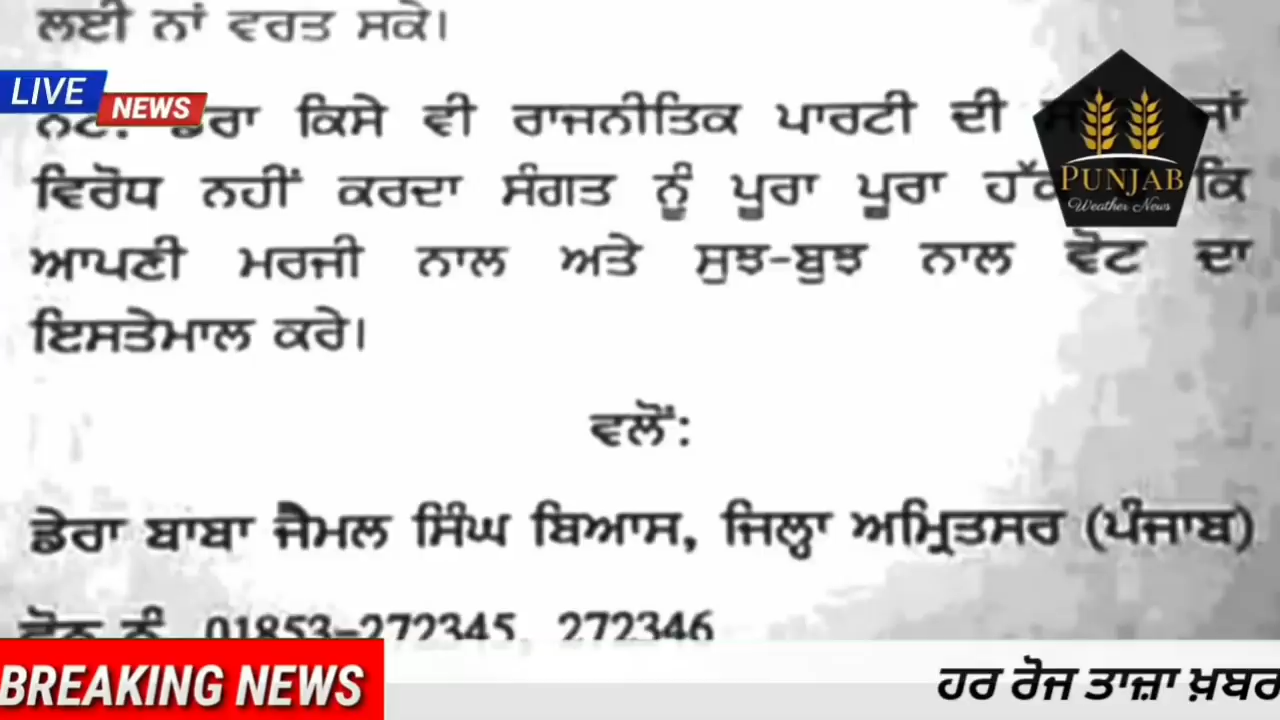 ਲਈ ਨਾਂ ਵਰਤ ਸਕੇ।
LIVE
NEWS
ਕਿਸੇ ਵੀ ਰਾਜਨੀਤਿਕ ਪਾਰਟੀ ਦੀ ਜਾਂ
ਵਿਰੋਧ ਨਹੀਂ ਕਰਦਾ ਸੰਗਤ ਨੂੰ ਪੂਰਾ ਪੂਰਾ ਕਿ
PUNJAB
Weather News
ਆਪਣੀ ਮਰਜੀ ਨਾਲ ਅਤੇ ਸੁਝ-ਬੁਝ ਨਾਲ ਵੋਟ ਦਾ
ਇਸਤੇਮਾਲ ਕਰੇ।
ਵਲੋਂ:
ਡੇਰਾ ਬਾਬਾ ਜੈਮਲ ਸਿੰਘ ਬਿਆਸ, ਜਿਲ੍ਹਾ ਅਮ੍ਰਿਤਸਰ (ਪੰਜਾਬ)
ਫੋਨ ਨੰ. 01853-272345, 272346
BREAKING NEWS
ਹਰ ਰੋਜ ਤਾਜ਼ਾ ਖ਼ਬਰ